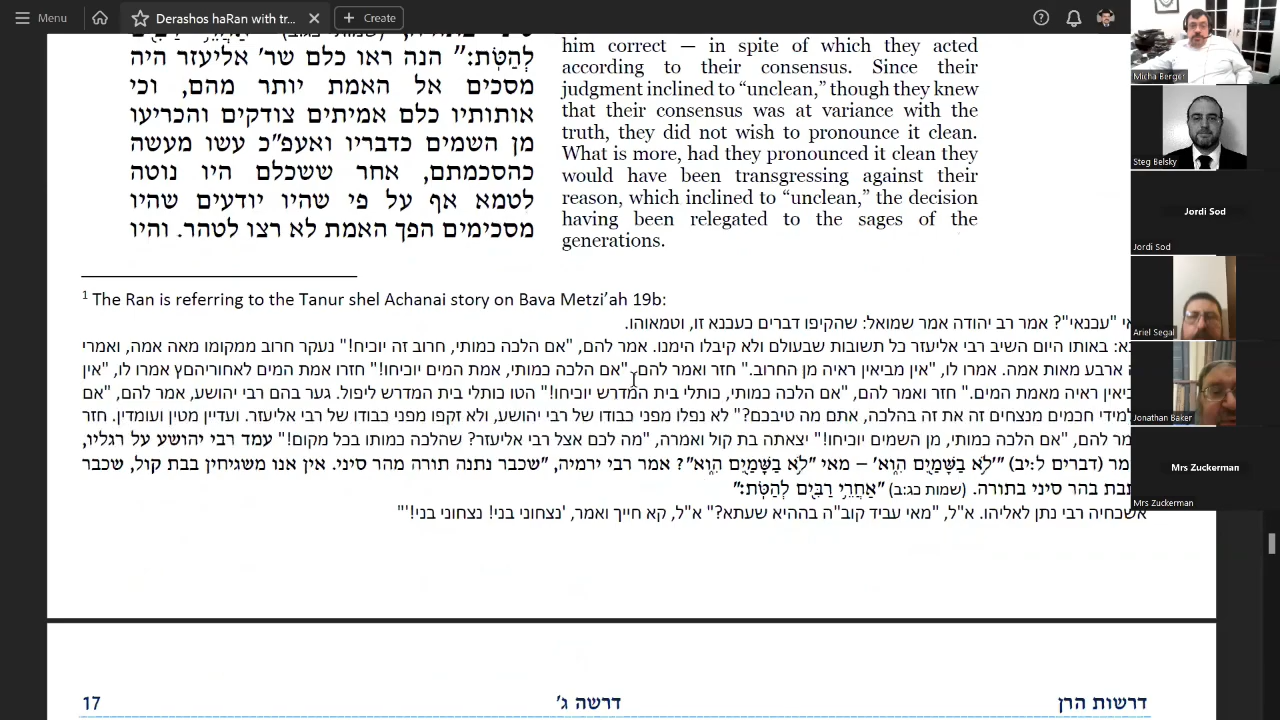 Menu
Derashos haRan with tr...
Create
לְהַטֹּת:" הנה ראו כלם שר' אליעזר היה
מסכים אל האמת יותר מהם, וכי
אותותיו כלם אמיתים צודקים והכריעו
מן השמים כדבריו ואעפ"כ עשו מעשה
כהסכמתם, אחר ששכלם היו נוטה
לטמא אף על פי שהיו יודעים שהיו
מסכימים הפך האמת לא רצו לטהר. והיו
him correct — in spite of which they acted
according to their consensus. Since their
judgment inclined to “unclean,” though they knew
that their consensus was at variance with the
truth, they did not wish to pronounce it clean.
What is more, had they pronounced it clean they
would have been transgressing against their
reason, which inclined to “unclean,” the decision
having been relegated to the sages of the
generations.
1 The Ran is referring to the Tanur shel Achanai story on Bava Metzi’ah 19b:
"עכנאי"? אמר רב יהודה אמר שמואל: שהקיפו דברים כעכנא זו, וטמאוהו.
באותו היום השיב רבי אליעזר כל תשובות שבעולם ולא קיבלו הימנו. אמר להם, "אם הלכה כמותי, חרוב זה יוכיח!" נעקר חרוב ממקומו מאה אמה, ואמרי
ארבע מאות אמה. אמרו לו, "אין מביאין ראיה מן החרוב." חזר ואמר להם, "אם הלכה כמותי, אמת המים יוכיחו!" חזרו אמת המים לאחוריהםץ אמרו לו, "אין
ראיה מאמת המים." חזר ואמר להם, "אם הלכה כמותי, כותלי בית המדרש יוכיחו!" הטו כותלי בית המדרש ליפול. גער בהם רבי יהושע, אמר להם, "אם
חכמים מנצחים זה את זה בהלכה, אתם מה טיבכם?" לא נפלו מפני כבודו של רבי יהושע, ולא זקפו מפני כבודו של רבי אליעזר. ועדיין מטין ועומדין. חזר
להם, "אם הלכה כמותי, מן השמים יוכיחו!" יצאתה בת קול ואמרה, "מה לכם אצל רבי אליעזר? שהלכה כמותו בכל מקום!" עמד רבי יהושע על רגליו,
(דברים ל:יב) "'לֹא בַשָּׁמַיִם הִוא' – מאי "לֹא בַשָּׁמַיִם הִוא"? אמר רבי ירמיה, "שכבר נתנה תורה מהר סיני. אין אנו משגיחין בבת קול, שכבר
בהר סיני בתורה. (שמות כג:ב) "אַחֲרֵי רַבִּים לְהַטֹּת:"
אשכחיה רבי נתן לאליהו. א"ל, "מאי עביד קוב"ה בההיא שעתא?" א"ל, קא חייך ואמר, 'נצחוני בני! נצחוני בני!'"
17
דרשה ג'
דרשות הרן
Micha Berger
Steg Belsky
Jordi Sod
Jordi Sod
Ariel Segal
Jonathan Baker
Mrs Zuckerman
Mrs Zuckerman